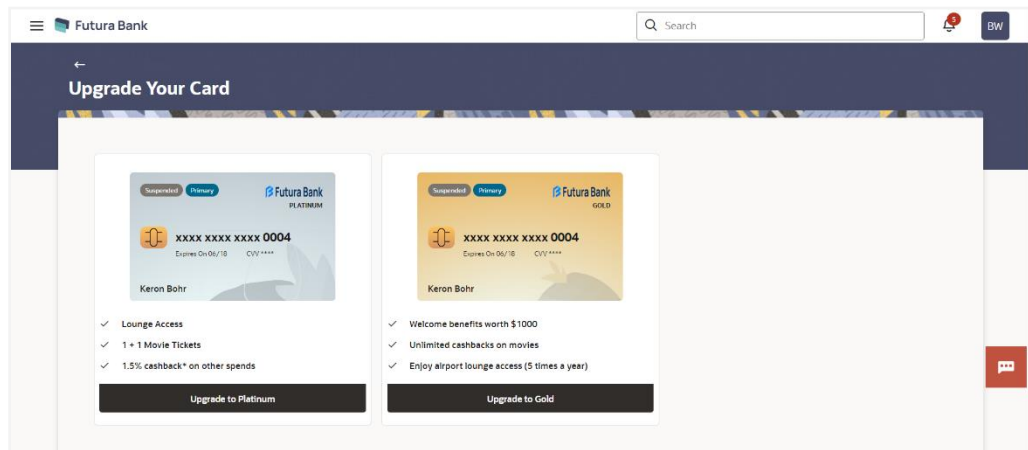 Futura Bank
Search
5
BW
Upgrade Your Card
Suspended Primary Futura Bank
PLATINUM
xxxx xxxx xxxx 0004
Expires On 06/18 CVV ****
Keron Bohr
Lounge Access
1 + 1 Movie Tickets
1.5% cashback* on other spends
Upgrade to Platinum
Suspended Primary Futura Bank
GOLD
xxxx xxxx xxxx 0004
Expires On 06/18 CVV ****
Keron Bohr
Welcome benefits worth $1000
Unlimited cashbacks on movies
Enjoy airport lounge access (5 times a year)
Upgrade to Gold